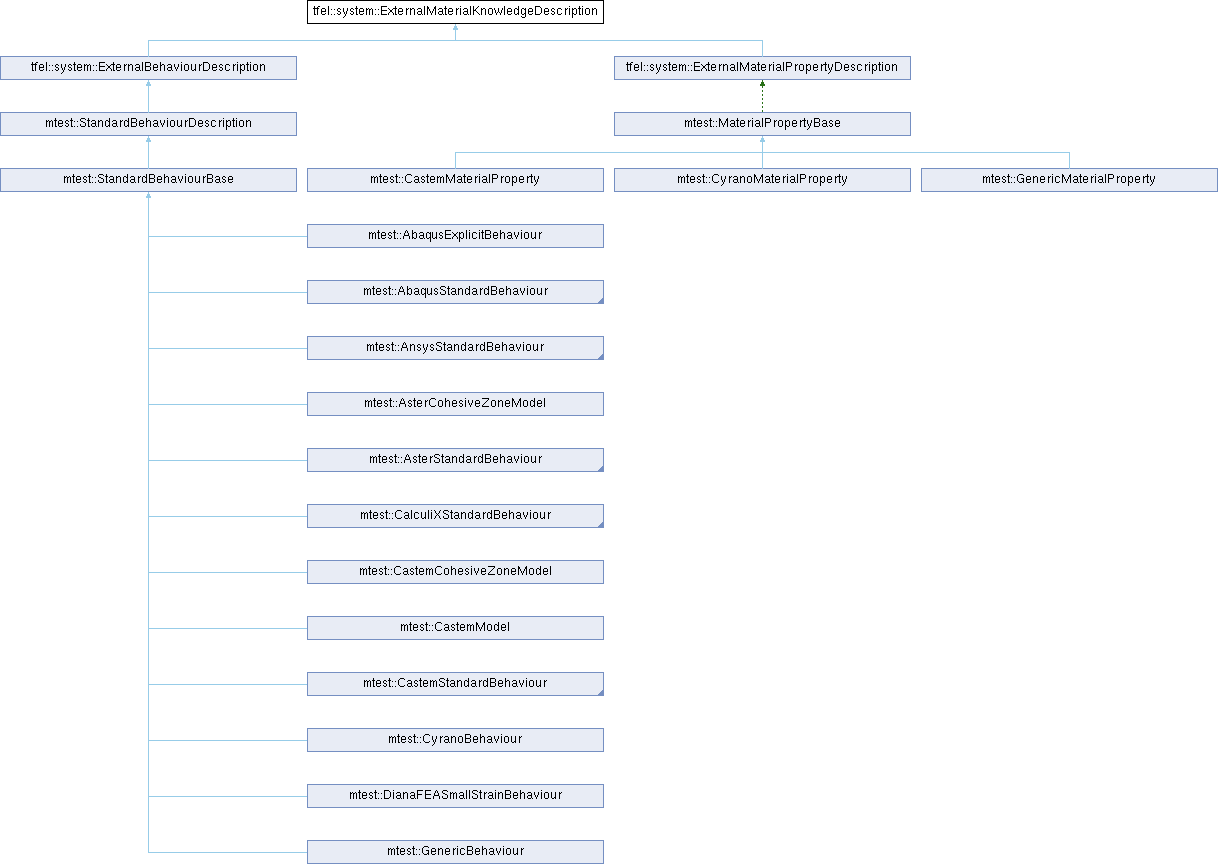 tfel::system::ExternalMaterialKnowledgeDescription
tfel::system::ExternalBehaviourDescription
tfel::system::ExternalMaterialPropertyDescription
mtest::StandardBehaviourDescription
mtest::MaterialPropertyBase
mtest::StandardBehaviourBase
mtest::CastemMaterialProperty
mtest::CyranoMaterialProperty
mtest::GenericMaterialProperty
mtest::AbaqusExplicitBehaviour
mtest::AbaqusStandardBehaviour
mtest::AnsysStandardBehaviour
mtest::AsterCohesiveZoneModel
mtest::AsterStandardBehaviour
mtest::CalculiXStandardBehaviour
mtest::CastemCohesiveZoneModel
mtest::CastemModel
mtest::CastemStandardBehaviour
mtest::CyranoBehaviour
mtest::DianaFEASmallStrainBehaviour
mtest::GenericBehaviour